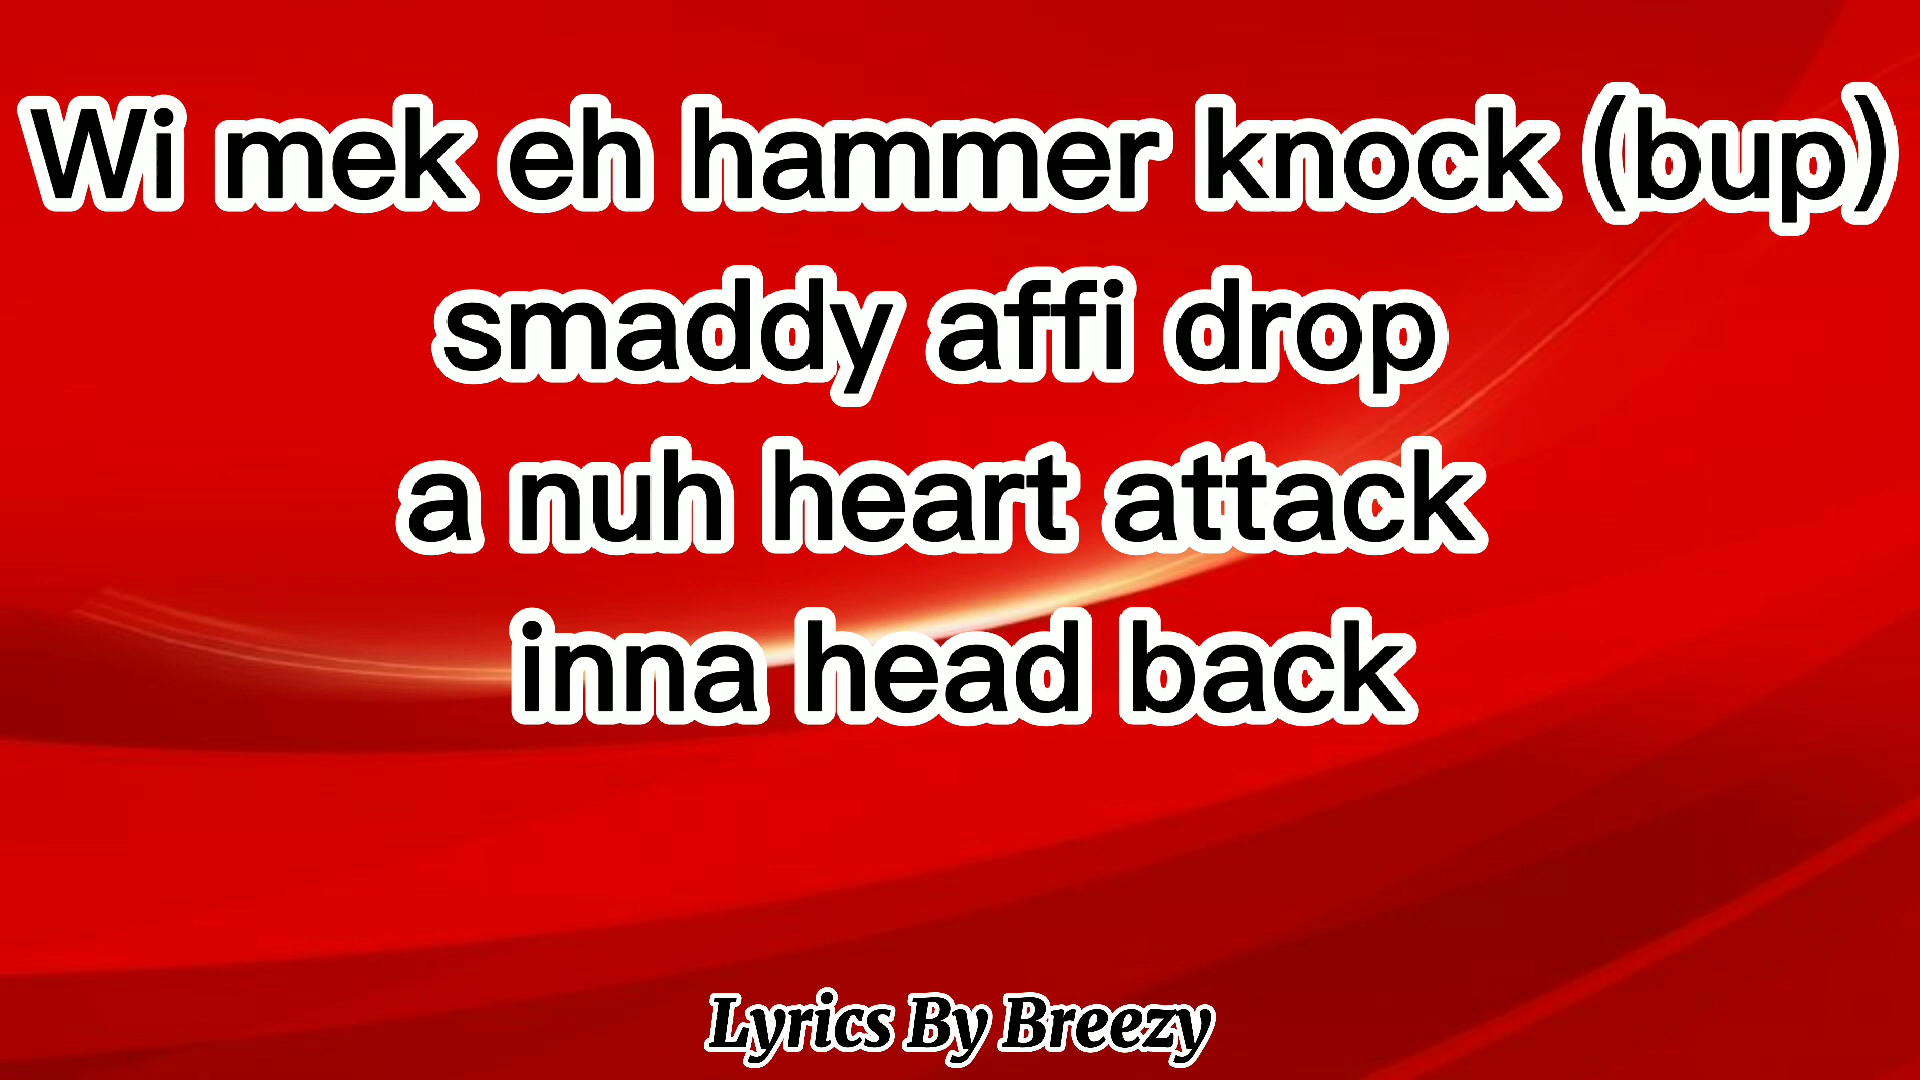 Wi mek eh hammer knock (bup)
smaddy affi drop
a nuh heart attack
inna head back
Lyrics By Breezy